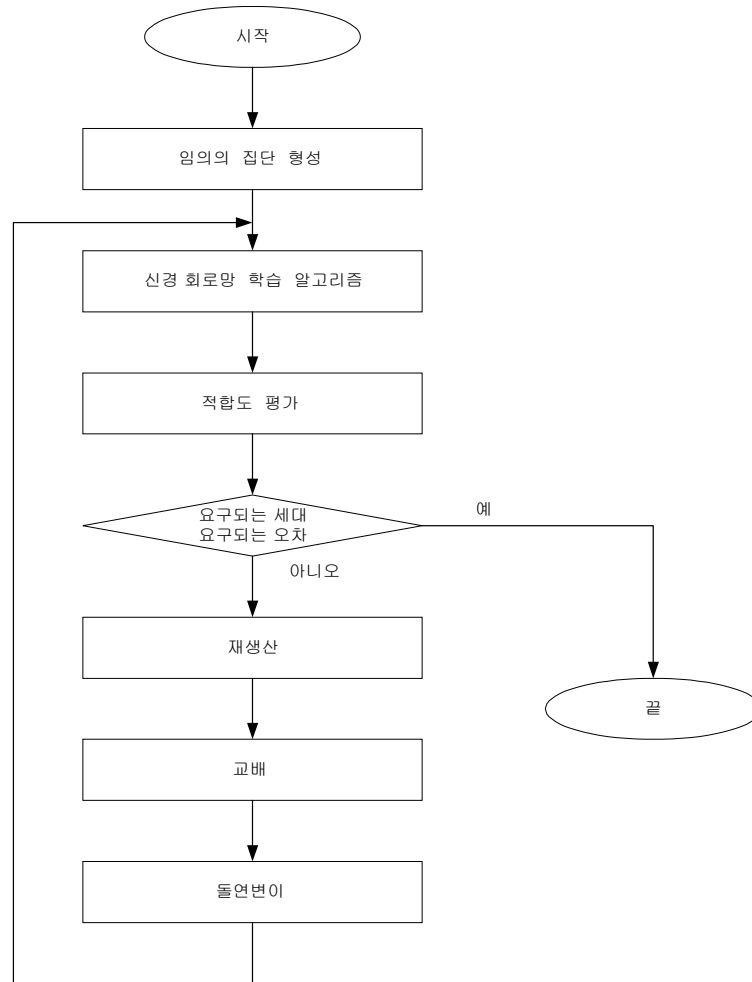 시작
임의의 집단 형성
신경 회로망 학습 알고리즘
적합도 평가
요구되는 세대
요구되는 오차
예
아니오
재생산
끝
교배
돌연변이